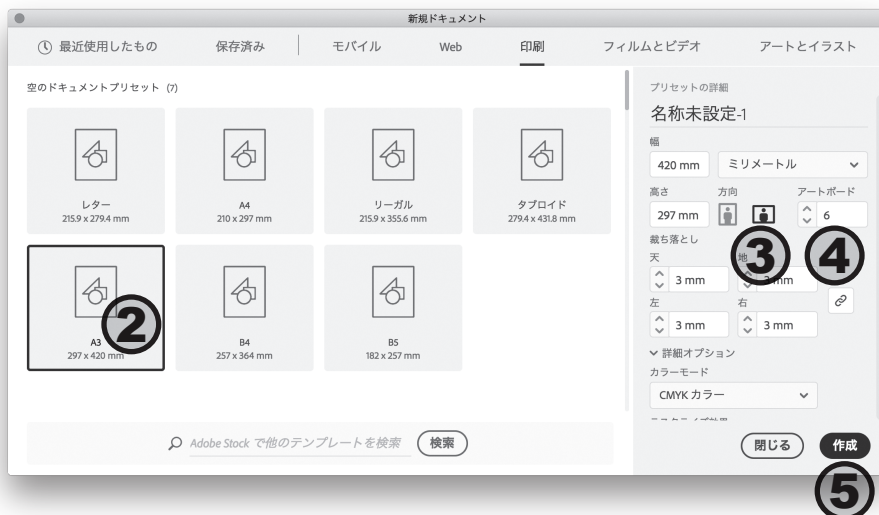 新規ドキュメント
最近使用したもの 保存済み モバイル Web 印刷 フィルムとビデオ アートとイラスト
空のドキュメントプリセット (7)
レター
215.9 x 279.4 mm
A4
210 x 297 mm
リーガル
215.9 x 355.6 mm
タブロイド
279.4 x 431.8 mm
A3
297 x 420 mm
②
B4
257 x 364 mm
B5
182 x 257 mm
Adobe Stock で他のテンプレートを検索 検索
プリセットの詳細
名称未設定-1
幅
420 mm ミリメートル
高さ 方向 アートボード
297 mm 6
③ ④
裁ち落とし
天 地
3 mm 3 mm
左 右
3 mm 3 mm
詳細オプション
カラーモード
CMYK カラー
閉じる 作成
⑤